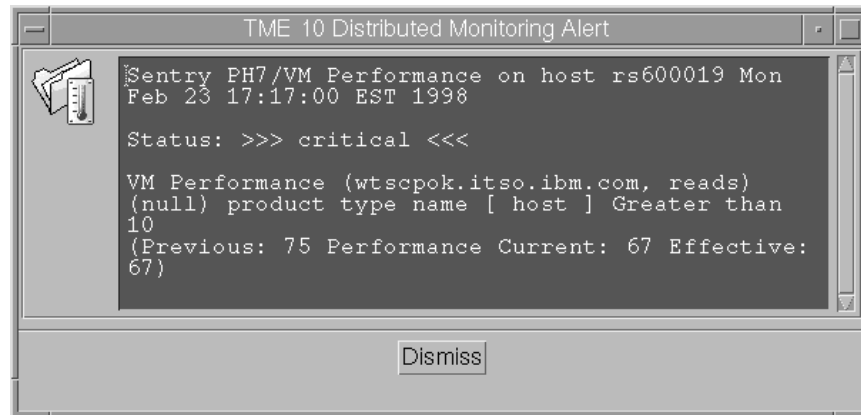 TME 10 Distributed Monitoring Alert
Sentry PH7/VM Performance on host rs600019 Mon
Feb 23 17:17:00 EST 1998
Status: >>> critical <<<
VM Performance (wtscpok.itso.ibm.com, reads)
(null) product type name [ host ] Greater than
10
(Previous: 75 Performance Current: 67 Effective:
67)
Dismiss